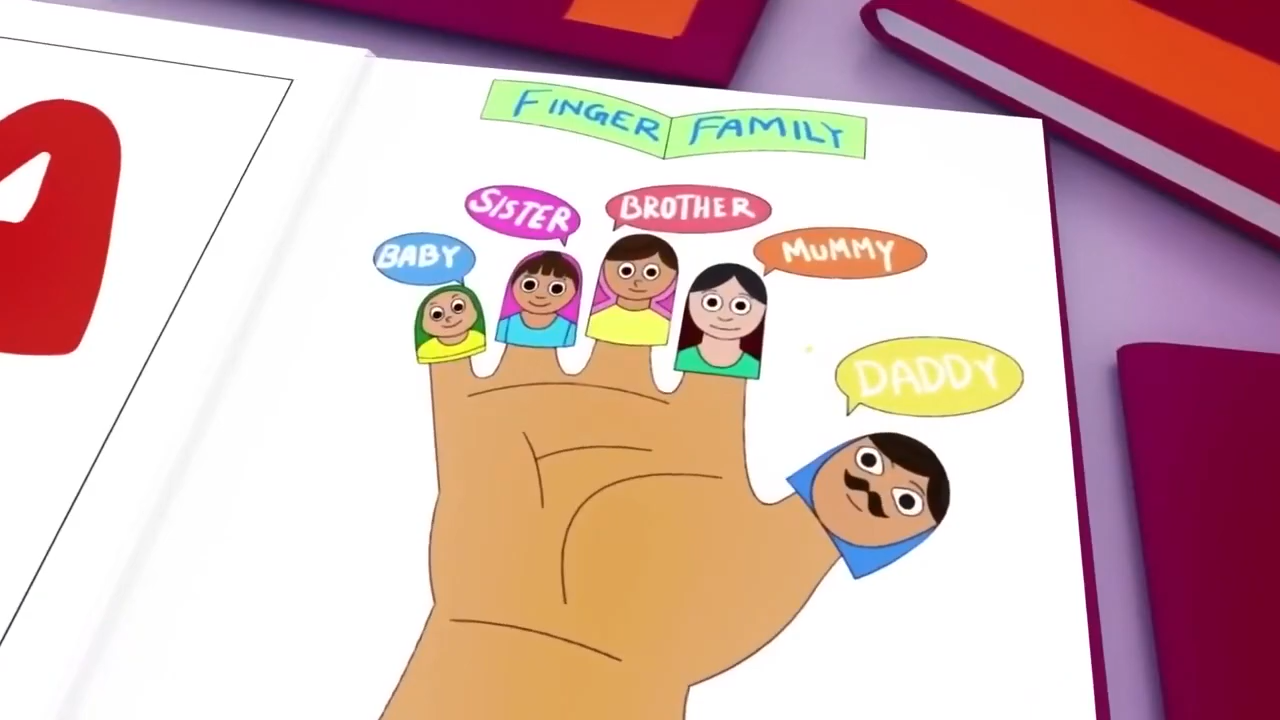 FINGER FAMILY
SISTER
BROTHER
BABY
MUMMY
DADDY